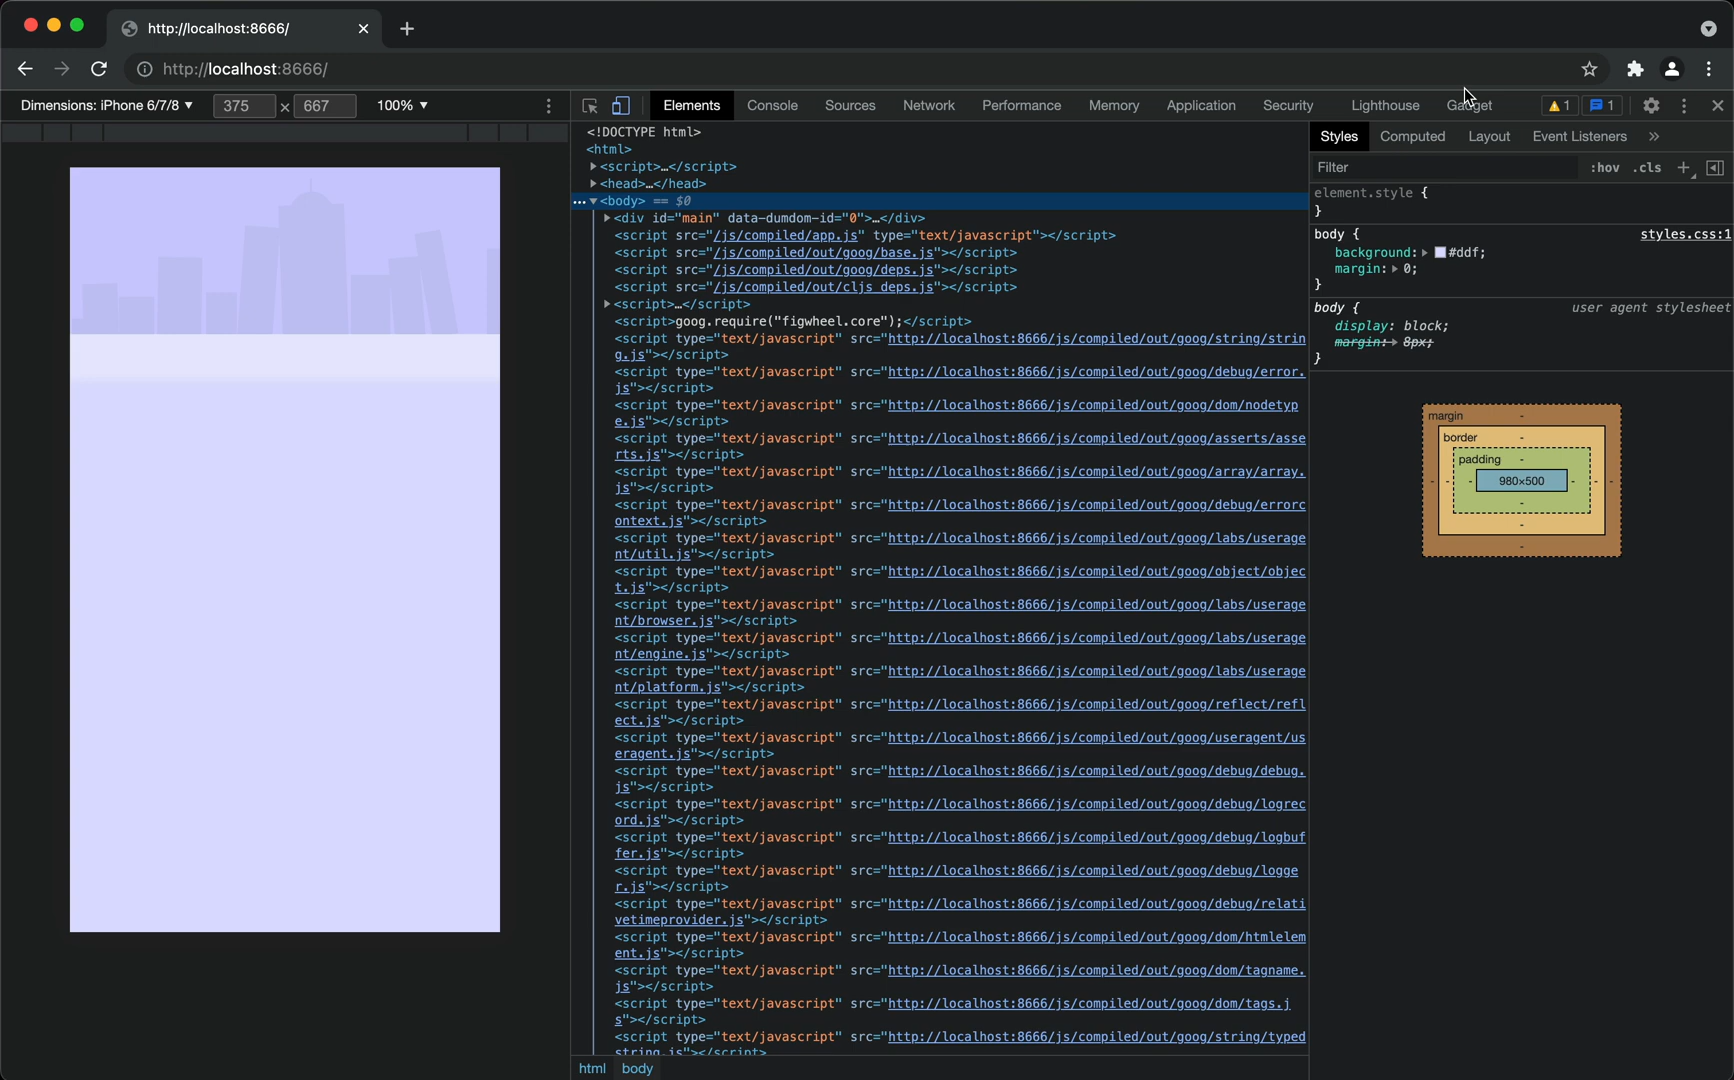 http://localhost:8666/
http://localhost:8666/
Dimensions: iPhone 6/7/8 ▼ 375 × 667 100% ▼
Elements Console Sources Network Performance Memory Application Security Lighthouse Gadget 1 1
<!DOCTYPE html>
<html>
▶<script>…</script>
▶<head>…</head>
…▼<body> == $0
▶<div id="main" data-dumdom-id="0">…</div>
<script src="/js/compiled/app.js" type="text/javascript"></script>
<script src="/js/compiled/out/goog/base.js"></script>
<script src="/js/compiled/out/goog/deps.js"></script>
<script src="/js/compiled/out/cljs_deps.js"></script>
▶<script>…</script>
<script>goog.require("figwheel.core");</script>
<script type="text/javascript" src="http://localhost:8666/js/compiled/out/goog/string/strin
g.js"></script>
<script type="text/javascript" src="http://localhost:8666/js/compiled/out/goog/debug/error.
js"></script>
<script type="text/javascript" src="http://localhost:8666/js/compiled/out/goog/dom/nodetyp
e.js"></script>
<script type="text/javascript" src="http://localhost:8666/js/compiled/out/goog/asserts/asse
rts.js"></script>
<script type="text/javascript" src="http://localhost:8666/js/compiled/out/goog/array/array.
js"></script>
<script type="text/javascript" src="http://localhost:8666/js/compiled/out/goog/debug/errorc
ontext.js"></script>
<script type="text/javascript" src="http://localhost:8666/js/compiled/out/goog/labs/userage
nt/util.js"></script>
<script type="text/javascript" src="http://localhost:8666/js/compiled/out/goog/object/objec
t.js"></script>
<script type="text/javascript" src="http://localhost:8666/js/compiled/out/goog/labs/userage
nt/browser.js"></script>
<script type="text/javascript" src="http://localhost:8666/js/compiled/out/goog/labs/userage
nt/engine.js"></script>
<script type="text/javascript" src="http://localhost:8666/js/compiled/out/goog/labs/userage
nt/platform.js"></script>
<script type="text/javascript" src="http://localhost:8666/js/compiled/out/goog/reflect/refl
ect.js"></script>
<script type="text/javascript" src="http://localhost:8666/js/compiled/out/goog/useragent/us
eragent.js"></script>
<script type="text/javascript" src="http://localhost:8666/js/compiled/out/goog/debug/debug.
js"></script>
<script type="text/javascript" src="http://localhost:8666/js/compiled/out/goog/debug/logrec
ord.js"></script>
<script type="text/javascript" src="http://localhost:8666/js/compiled/out/goog/debug/logbuf
fer.js"></script>
<script type="text/javascript" src="http://localhost:8666/js/compiled/out/goog/debug/logge
r.js"></script>
<script type="text/javascript" src="http://localhost:8666/js/compiled/out/goog/debug/relati
vetimeprovider.js"></script>
<script type="text/javascript" src="http://localhost:8666/js/compiled/out/goog/dom/htmlelem
ent.js"></script>
<script type="text/javascript" src="http://localhost:8666/js/compiled/out/goog/dom/tagname.
js"></script>
<script type="text/javascript" src="http://localhost:8666/js/compiled/out/goog/dom/tags.j
s"></script>
<script type="text/javascript" src="http://localhost:8666/js/compiled/out/goog/string/typed
string.js"></script>
html body
Styles Computed Layout Event Listeners »
Filter :hov .cls +
element.style {
}
body { styles.css:1
background:▶ #ddf;
margin:▶ 0;
}
body { user agent stylesheet
display: block;
margin:▶ 8px;
}
margin -
border -
padding -
- - - 980×500 - - -
-
-
-